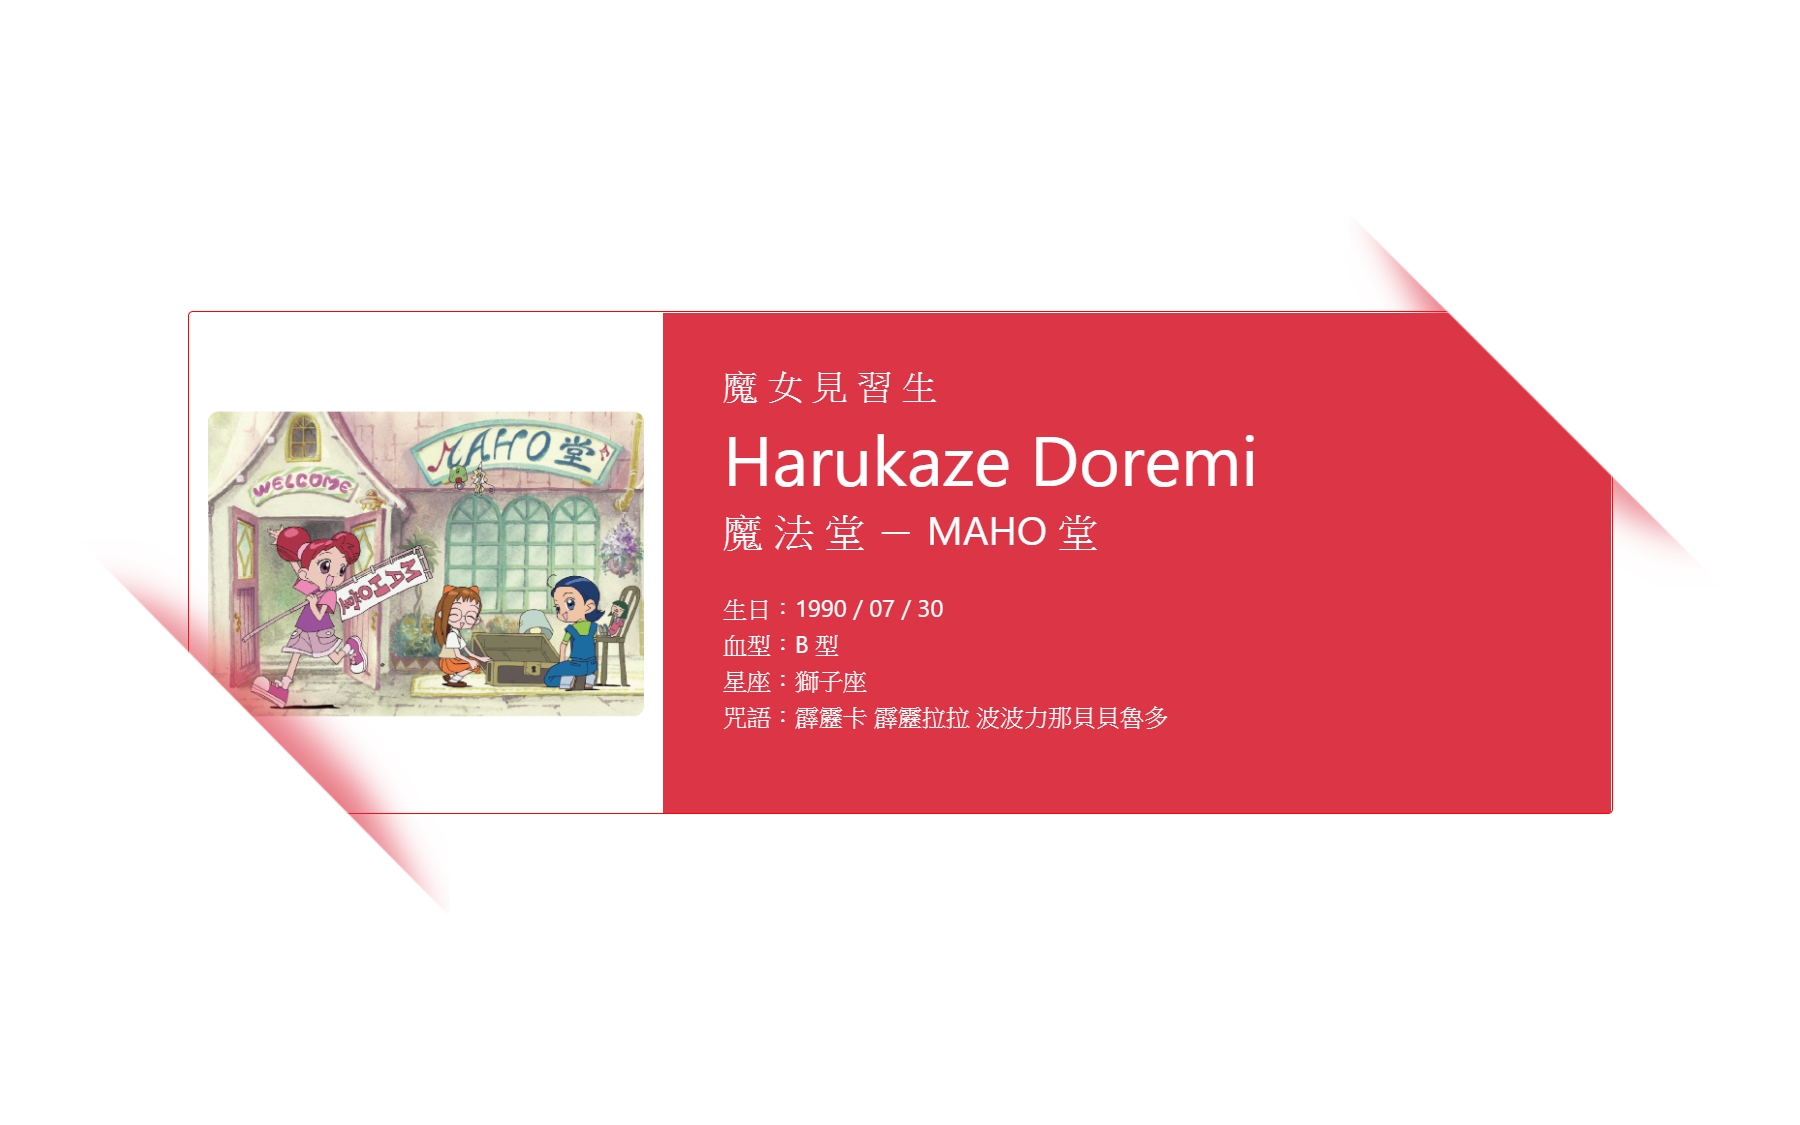 MAHO堂
WELCOME
MAHO堂
魔女見習生
Harukaze Doremi
魔法堂 － MAHO 堂
生日：1990 / 07 / 30
血型：B 型
星座：獅子座
咒語：霹靂卡 霹靂拉拉 波波力那貝貝魯多